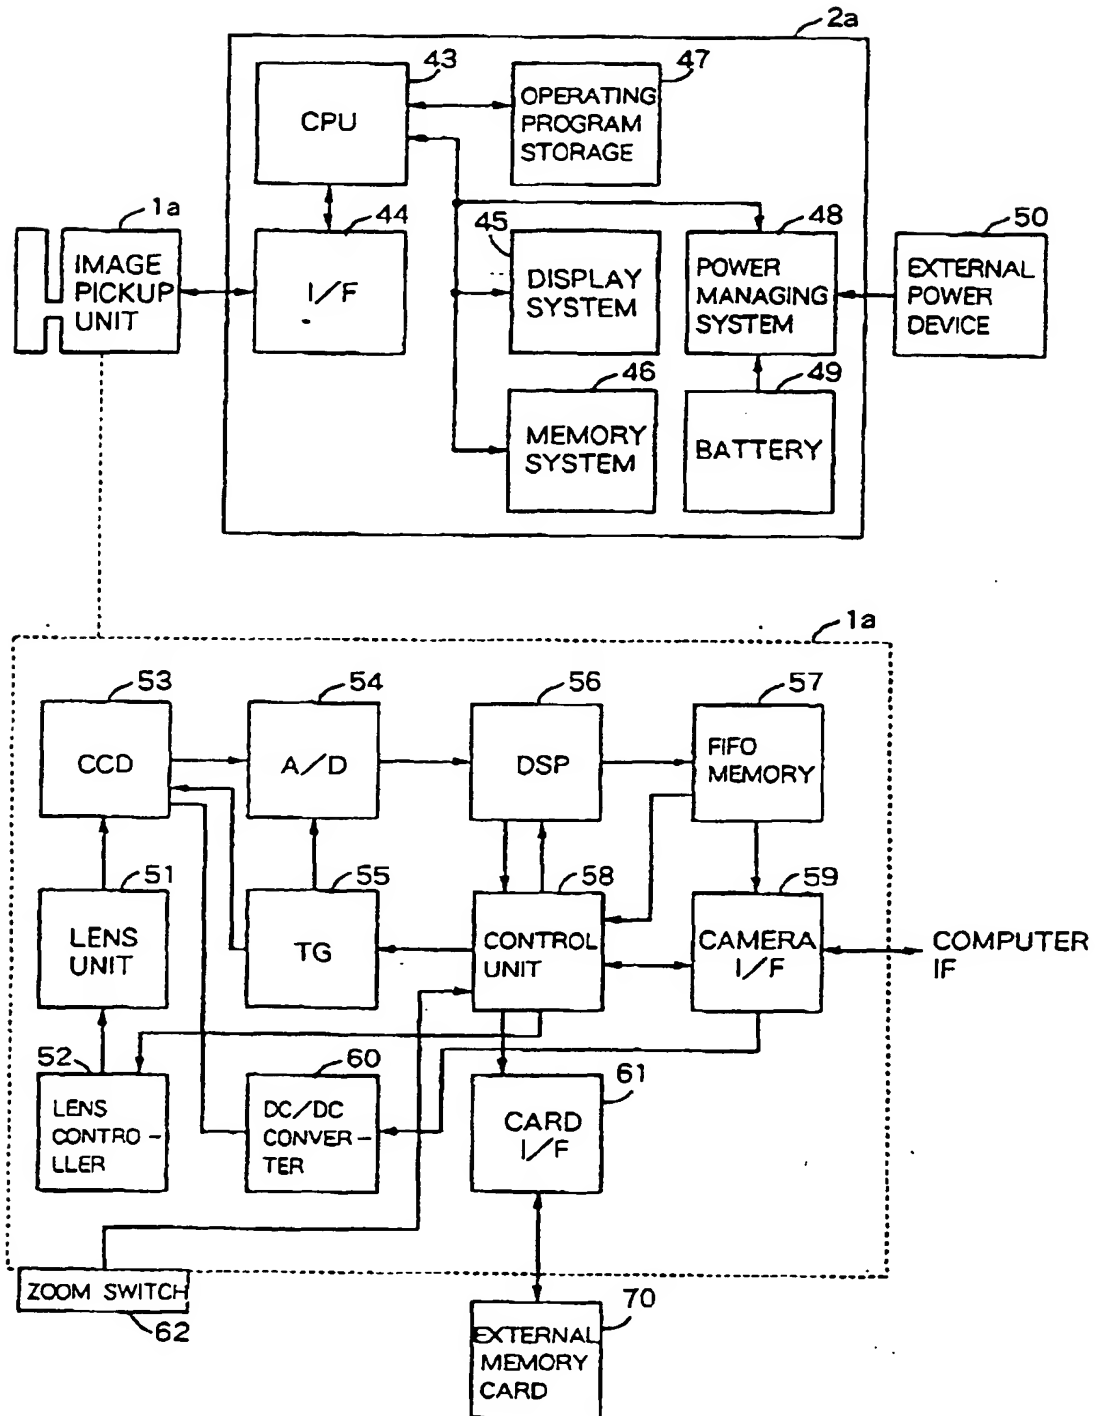 2a
43
CPU
47
OPERATING
PROGRAM
STORAGE
1a
IMAGE
PICKUP
UNIT
44
I/F
45
DISPLAY
SYSTEM
48
POWER
MANAGING
SYSTEM
50
EXTERNAL
POWER
DEVICE
46
MEMORY
SYSTEM
49
BATTERY
1a
53
CCD
54
A/D
56
DSP
57
FIFO
MEMORY
51
LENS
UNIT
55
TG
58
CONTROL
UNIT
59
CAMERA
I/F
COMPUTER
IF
52
LENS
CONTRO-
LLER
60
DC/DC
CONVER-
TER
61
CARD
I/F
ZOOM SWITCH
62
70
EXTERNAL
MEMORY
CARD